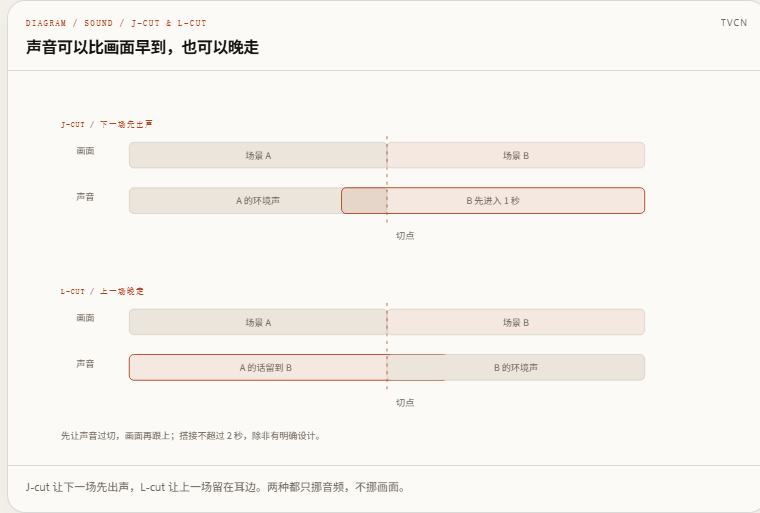 DIAGRAM / SOUND / J-CUT & L-CUT
TVCN
声音可以比画面早到，也可以晚走
J-CUT / 下一场先出声
画面
场景 A
场景 B
声音
A 的环境声
B 先进入 1 秒
切点
L-CUT / 上一场晚走
画面
场景 A
场景 B
声音
A 的话留到 B
B 的环境声
切点
先让声音过切，画面再跟上；搭接不超过 2 秒，除非有明确设计。
J-cut 让下一场先出声，L-cut 让上一场留在耳边。两种都只挪音频，不挪画面。